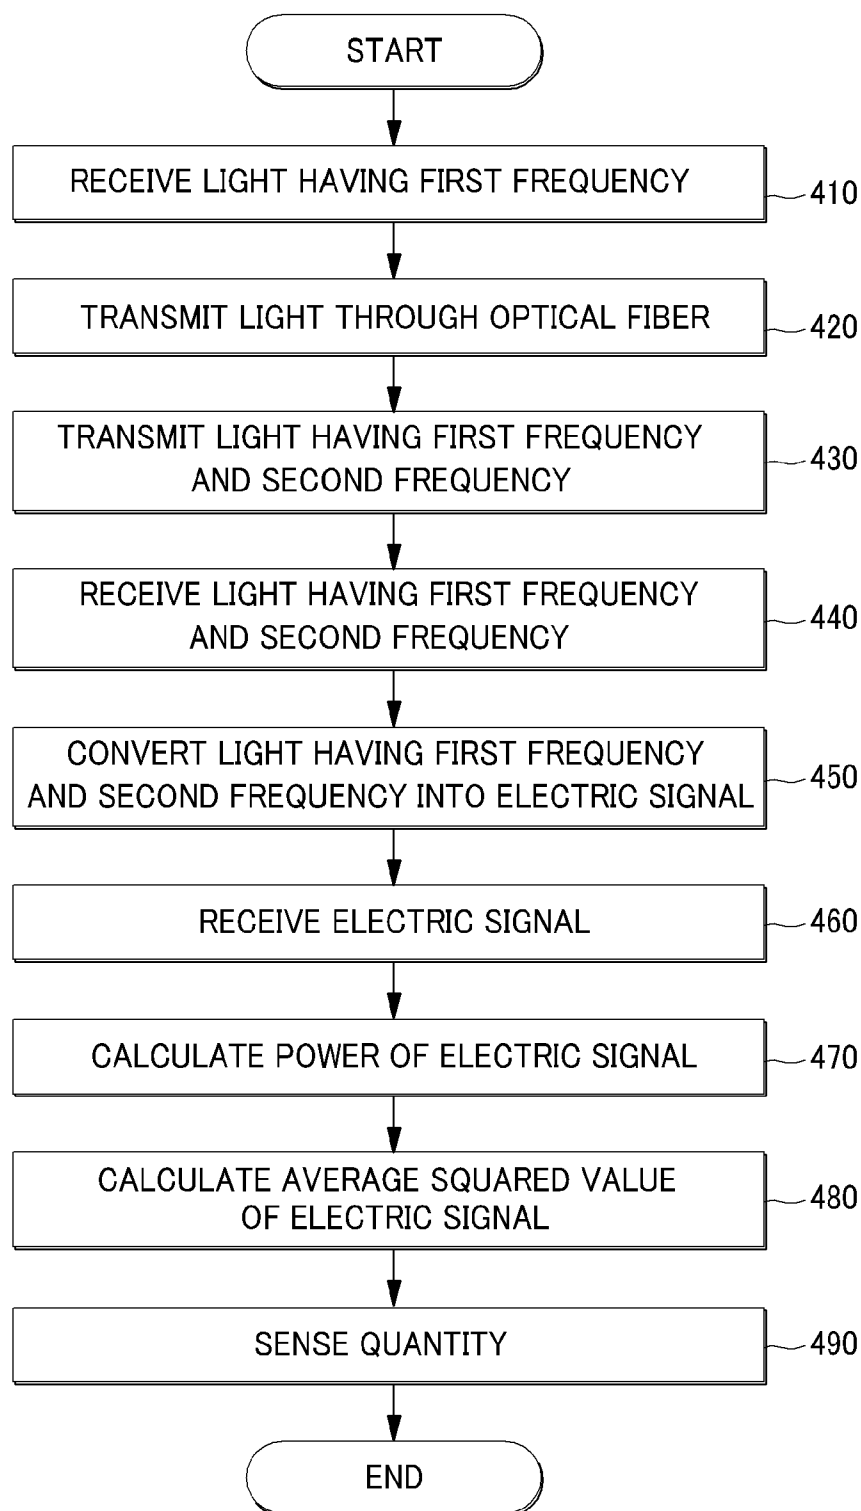 START
RECEIVE LIGHT HAVING FIRST FREQUENCY
410
TRANSMIT LIGHT THROUGH OPTICAL FIBER
420
TRANSMIT LIGHT HAVING FIRST FREQUENCY
AND SECOND FREQUENCY
430
RECEIVE LIGHT HAVING FIRST FREQUENCY
AND SECOND FREQUENCY
440
CONVERT LIGHT HAVING FIRST FREQUENCY
AND SECOND FREQUENCY INTO ELECTRIC SIGNAL
450
RECEIVE ELECTRIC SIGNAL
460
CALCULATE POWER OF ELECTRIC SIGNAL
470
CALCULATE AVERAGE SQUARED VALUE
OF ELECTRIC SIGNAL
480
SENSE QUANTITY
490
END